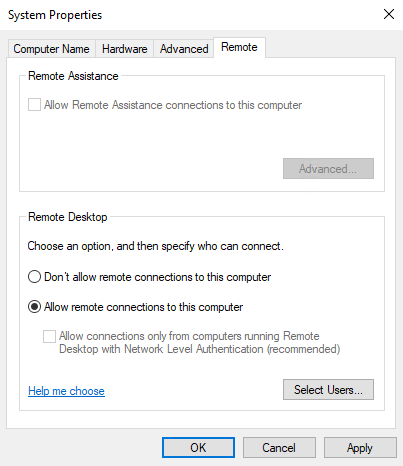 System Properties
Computer Name Hardware Advanced Remote
Remote Assistance
Allow Remote Assistance connections to this computer
Advanced...
Remote Desktop
Choose an option, and then specify who can connect.
Don't allow remote connections to this computer
Allow remote connections to this computer
Allow connections only from computers running Remote
Desktop with Network Level Authentication (recommended)
Help me choose Select Users...
OK Cancel Apply